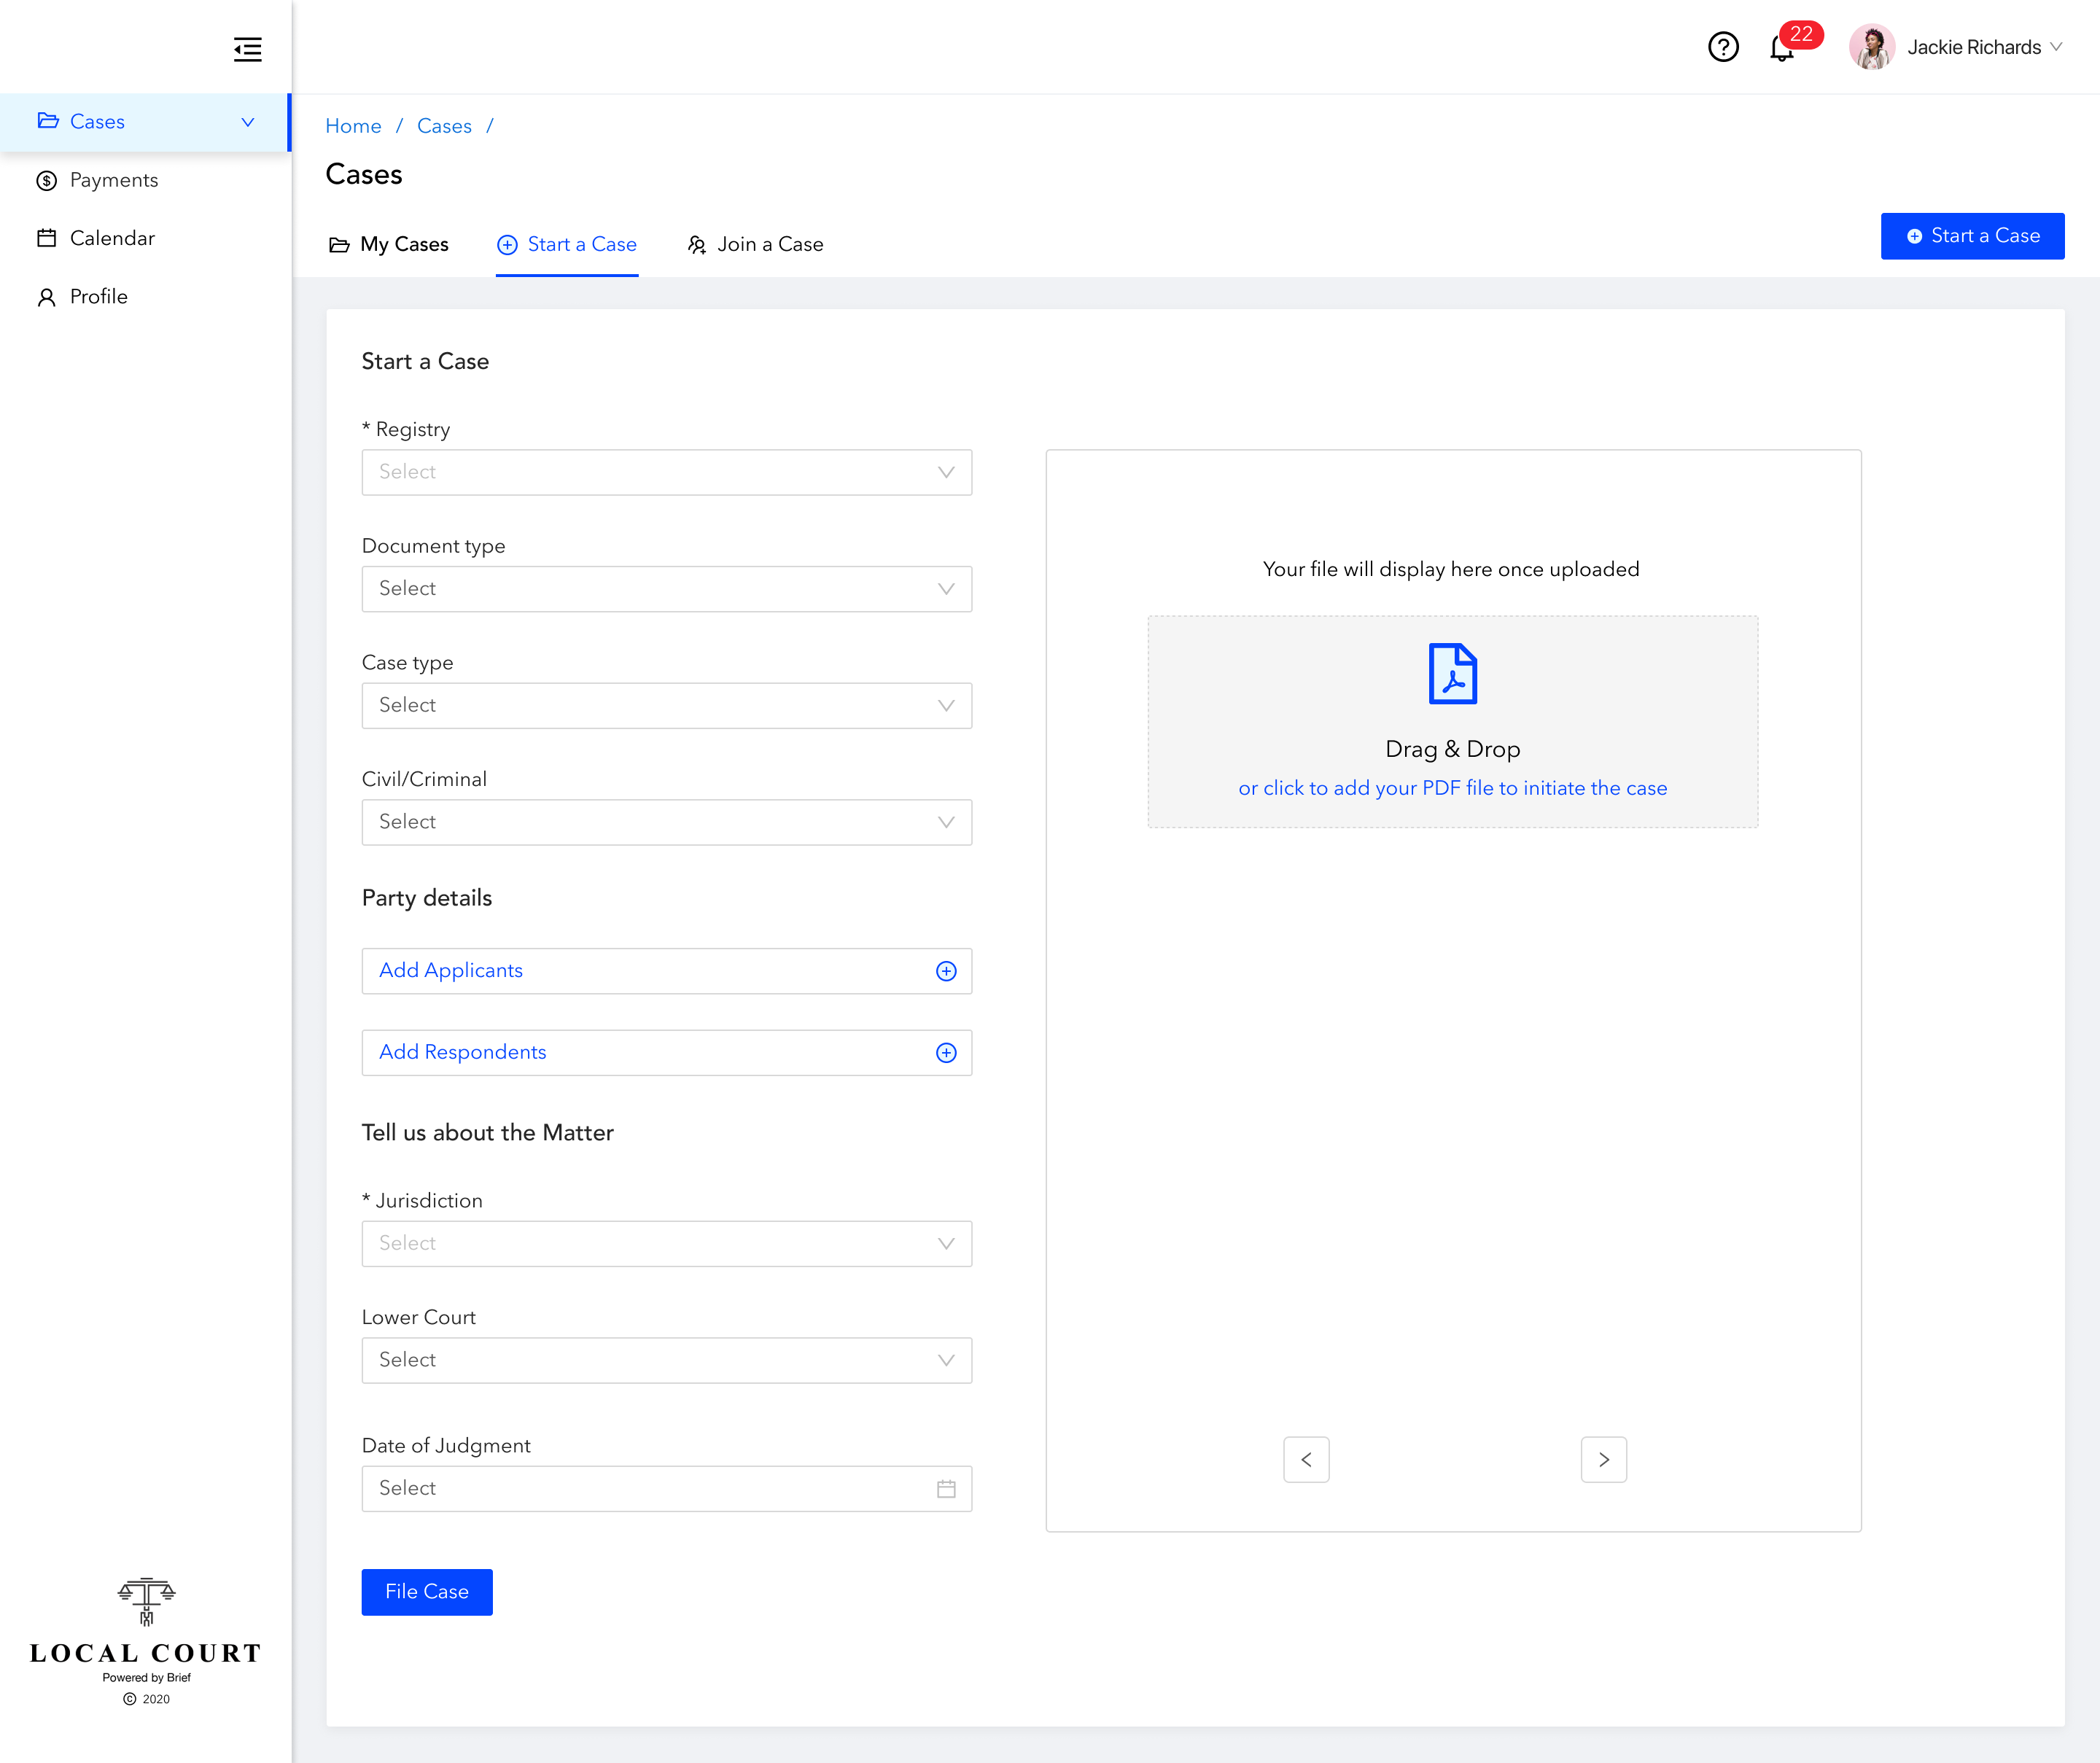 22
Jackie Richards
Cases
Payments
Calendar
Profile
Home / Cases /
Cases
My Cases
Start a Case
Join a Case
Start a Case
Start a Case
* Registry
Select
Document type
Select
Case type
Select
Civil/Criminal
Select
Party details
Add Applicants
Add Respondents
Tell us about the Matter
* Jurisdiction
Select
Lower Court
Select
Date of Judgment
Select
File Case
Your file will display here once uploaded
Drag & Drop
or click to add your PDF file to initiate the case
LOCAL COURT
Powered by Brief
© 2020